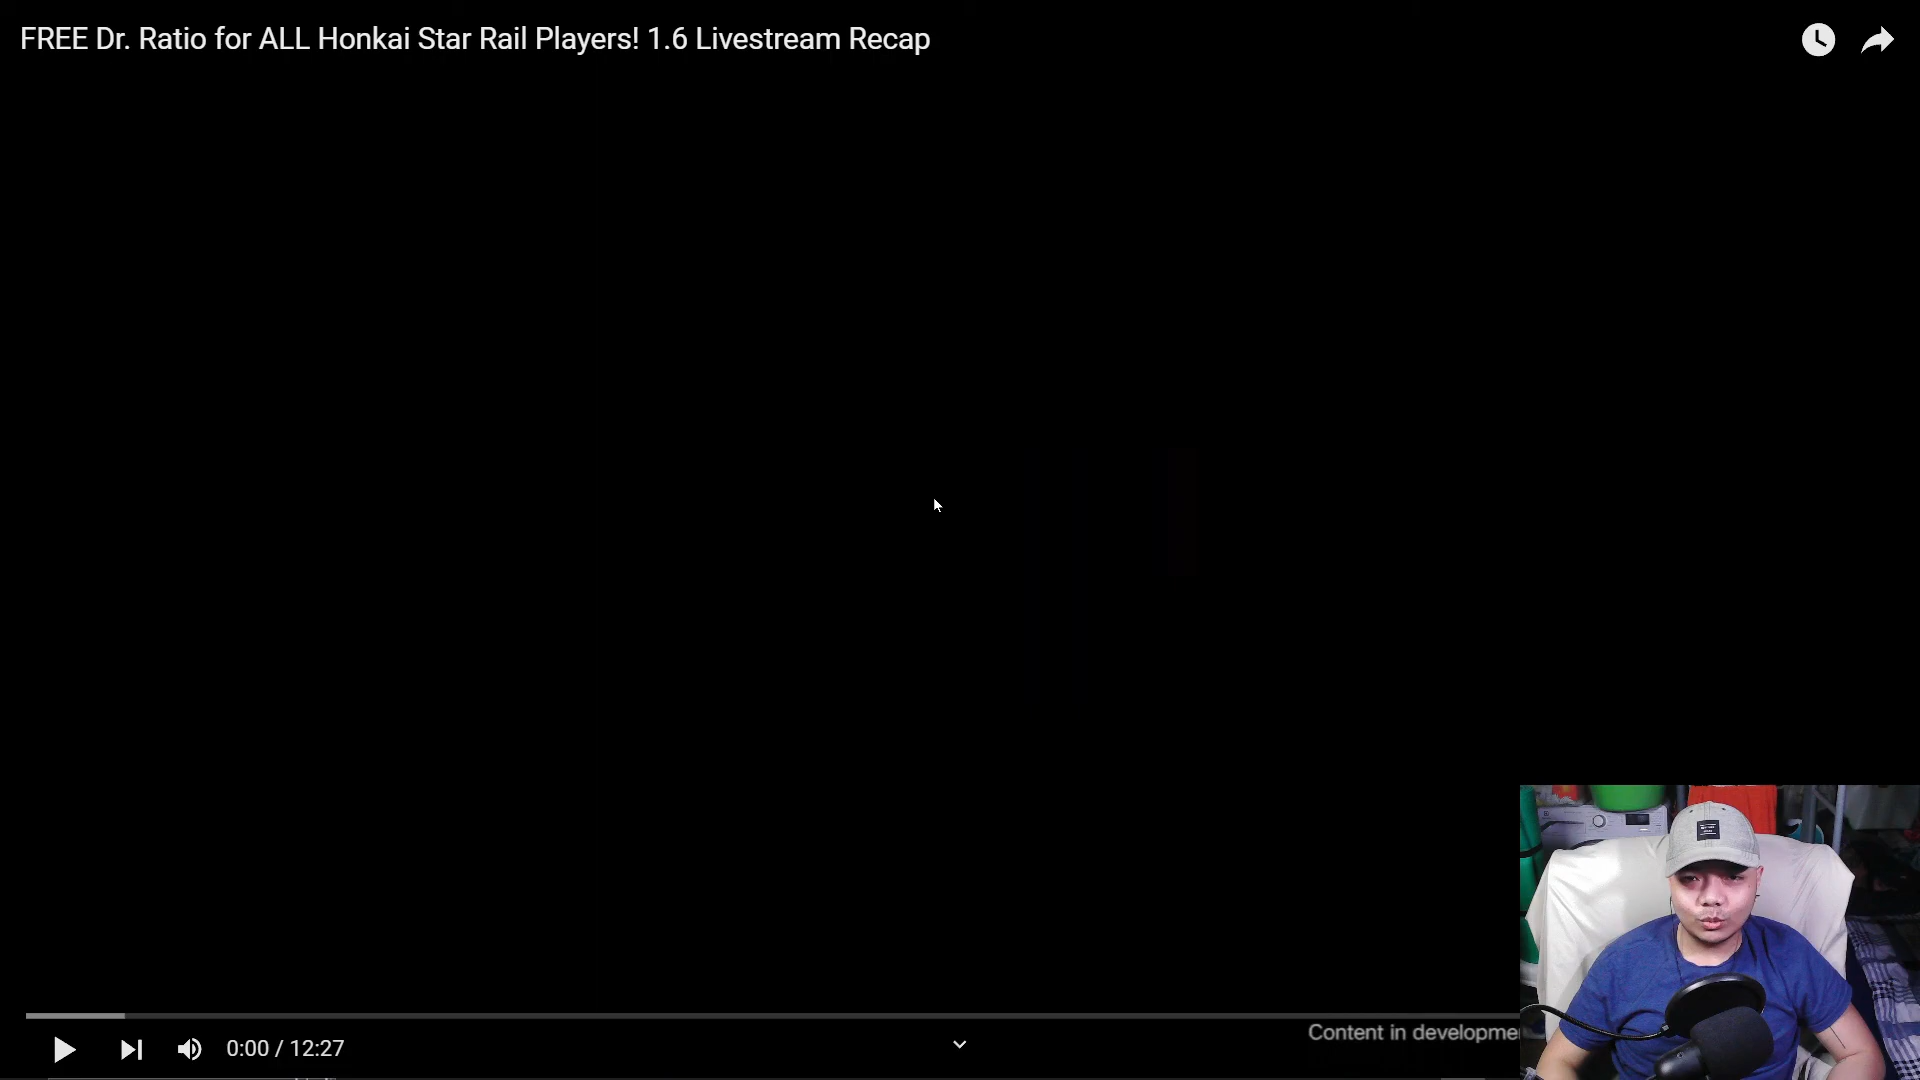 FREE Dr. Ratio for ALL Honkai Star Rail Players! 1.6 Livestream Recap
Content in developme
0:00 / 12:27